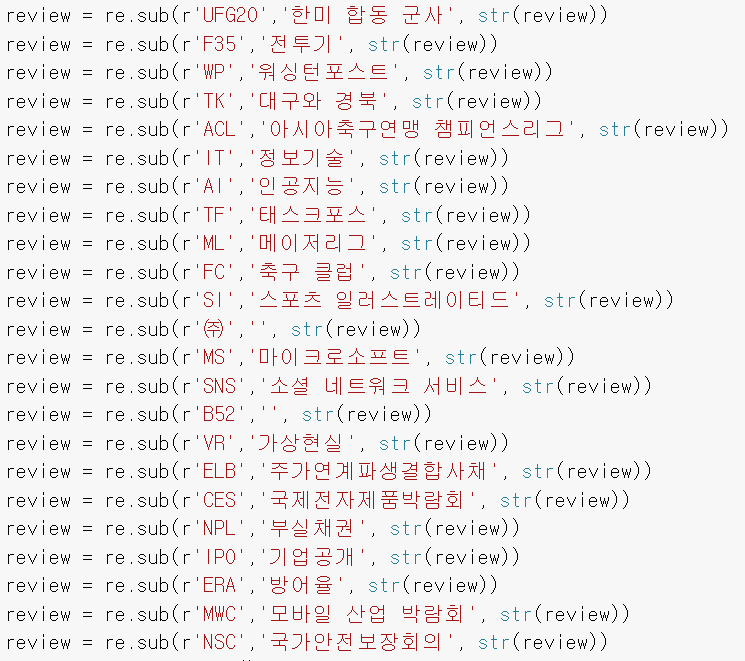 review = re.sub(r'UFG20','한미 합동 군사', str(review))
review = re.sub(r'F35','전투기', str(review))
review = re.sub(r'WP','워싱턴포스트', str(review))
review = re.sub(r'TK','대구와 경북', str(review))
review = re.sub(r'ACL','아시아축구연맹 챔피언스리그', str(review))
review = re.sub(r'IT','정보기술', str(review))
review = re.sub(r'AI','인공지능', str(review))
review = re.sub(r'TF','태스크포스', str(review))
review = re.sub(r'ML','메이저리그', str(review))
review = re.sub(r'FC','축구 클럽', str(review))
review = re.sub(r'SI','스포츠 일러스트레이티드', str(review))
review = re.sub(r'㈜','', str(review))
review = re.sub(r'MS','마이크로소프트', str(review))
review = re.sub(r'SNS','소셜 네트워크 서비스', str(review))
review = re.sub(r'B52','', str(review))
review = re.sub(r'VR','가상현실', str(review))
review = re.sub(r'ELB','주가연계파생결합사채', str(review))
review = re.sub(r'CES','국제전자제품박람회', str(review))
review = re.sub(r'NPL','부실채권', str(review))
review = re.sub(r'IPO','기업공개', str(review))
review = re.sub(r'ERA','방어율', str(review))
review = re.sub(r'MWC','모바일 산업 박람회', str(review))
review = re.sub(r'NSC','국가안전보장회의', str(review))